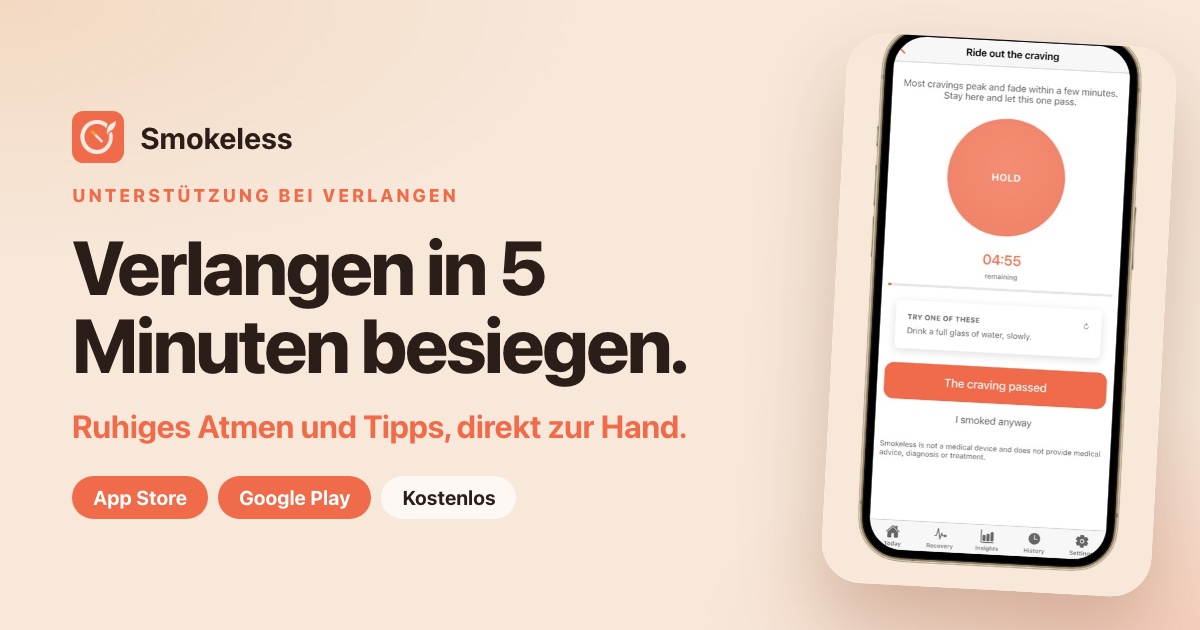 Smokeless
UNTERSTÜTZUNG BEI VERLANGEN
Verlangen in 5
Minuten besiegen.
Ruhiges Atmen und Tipps, direkt zur Hand.
App Store
Google Play
Kostenlos
Ride out the craving
Most cravings peak and fade within a few minutes.
Stay here and let this one pass.
HOLD
04:55
remaining
TRY ONE OF THESE
Drink a full glass of water, slowly.
The craving passed
I smoked anyway
Smokeless is not a medical device and does not provide medical
advice, diagnosis or treatment.
Today
Recovery
Insights
History
Settings